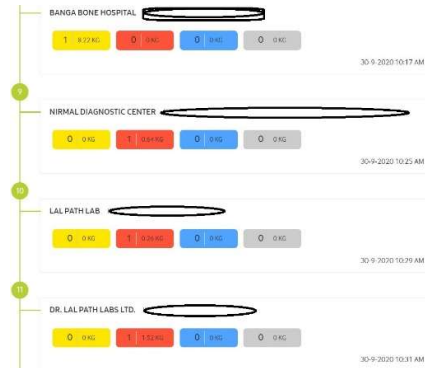 BANGA BONE HOSPITAL
1 8.22 KG 0 0 KG 0 0 KG 0 0 KG
30-9-2020 10:17 AM
9
NIRMAL DIAGNOSTIC CENTER
0 0 KG 1 0.64 KG 0 0 KG 0 0 KG
30-9-2020 10:25 AM
10
LAL PATH LAB
0 0 KG 1 0 0 KG 0 0 KG
30-9-2020 10:29 AM
11
DR. LAL PATH LABS LTD.
0 0 KG 1 1.52 KG 0 0 KG 0 0 KG
30-9-2020 10:31 AM